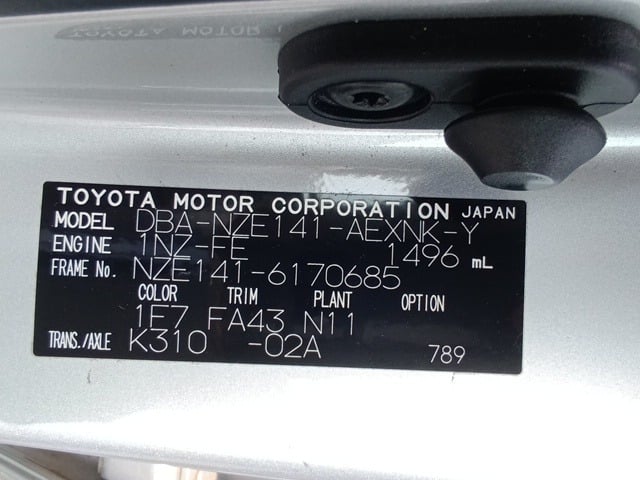 TOYOTA MOTOR CORPORATION JAPAN
MODEL DBA-NZE141-AEXNK-Y
ENGINE 1NZ-FE 1496 mL
FRAME No. NZE141-6170685
COLOR TRIM PLANT OPTION
1F7 FA43 N11
TRANS./AXLE K310 -02A 789